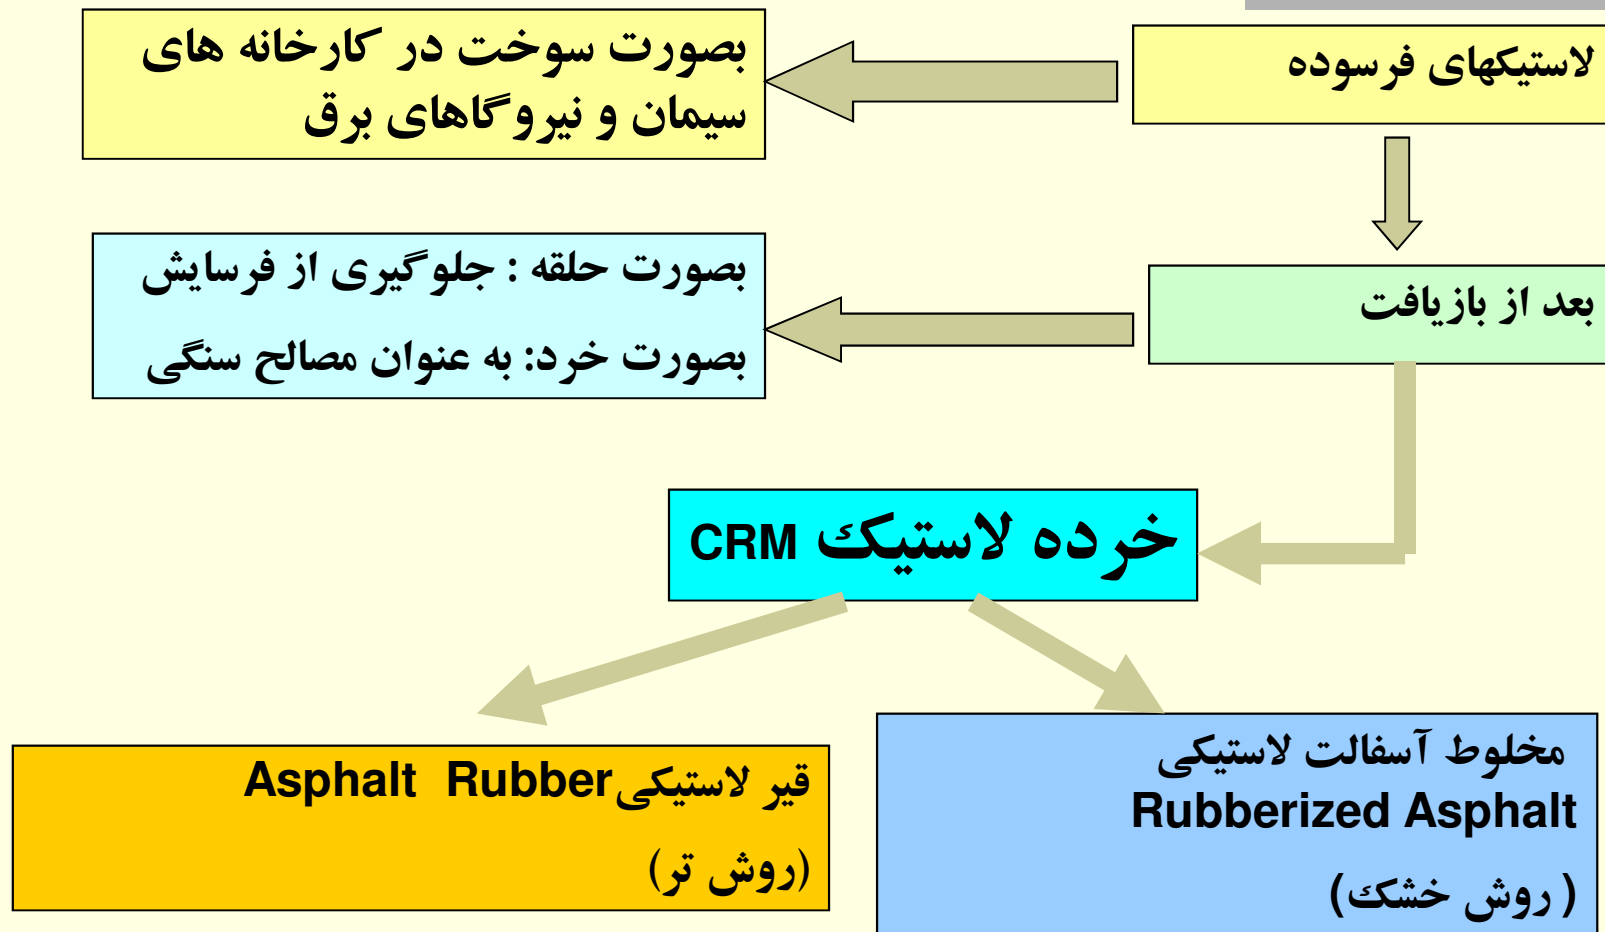 لاستیکهای فرسوده
بصورت سوخت در کارخانه های
سیمان و نیروگاهای برق
بعد از بازیافت
بصورت حلقه : جلوگیری از فرسایش
بصورت خرد: به عنوان مصالح سنگی
خرده لاستیک CRM
مخلوط آسفالت لاستیکی
Rubberized Asphalt
( روش خشک)
قیر لاستیکی Asphalt Rubber
(روش تر)